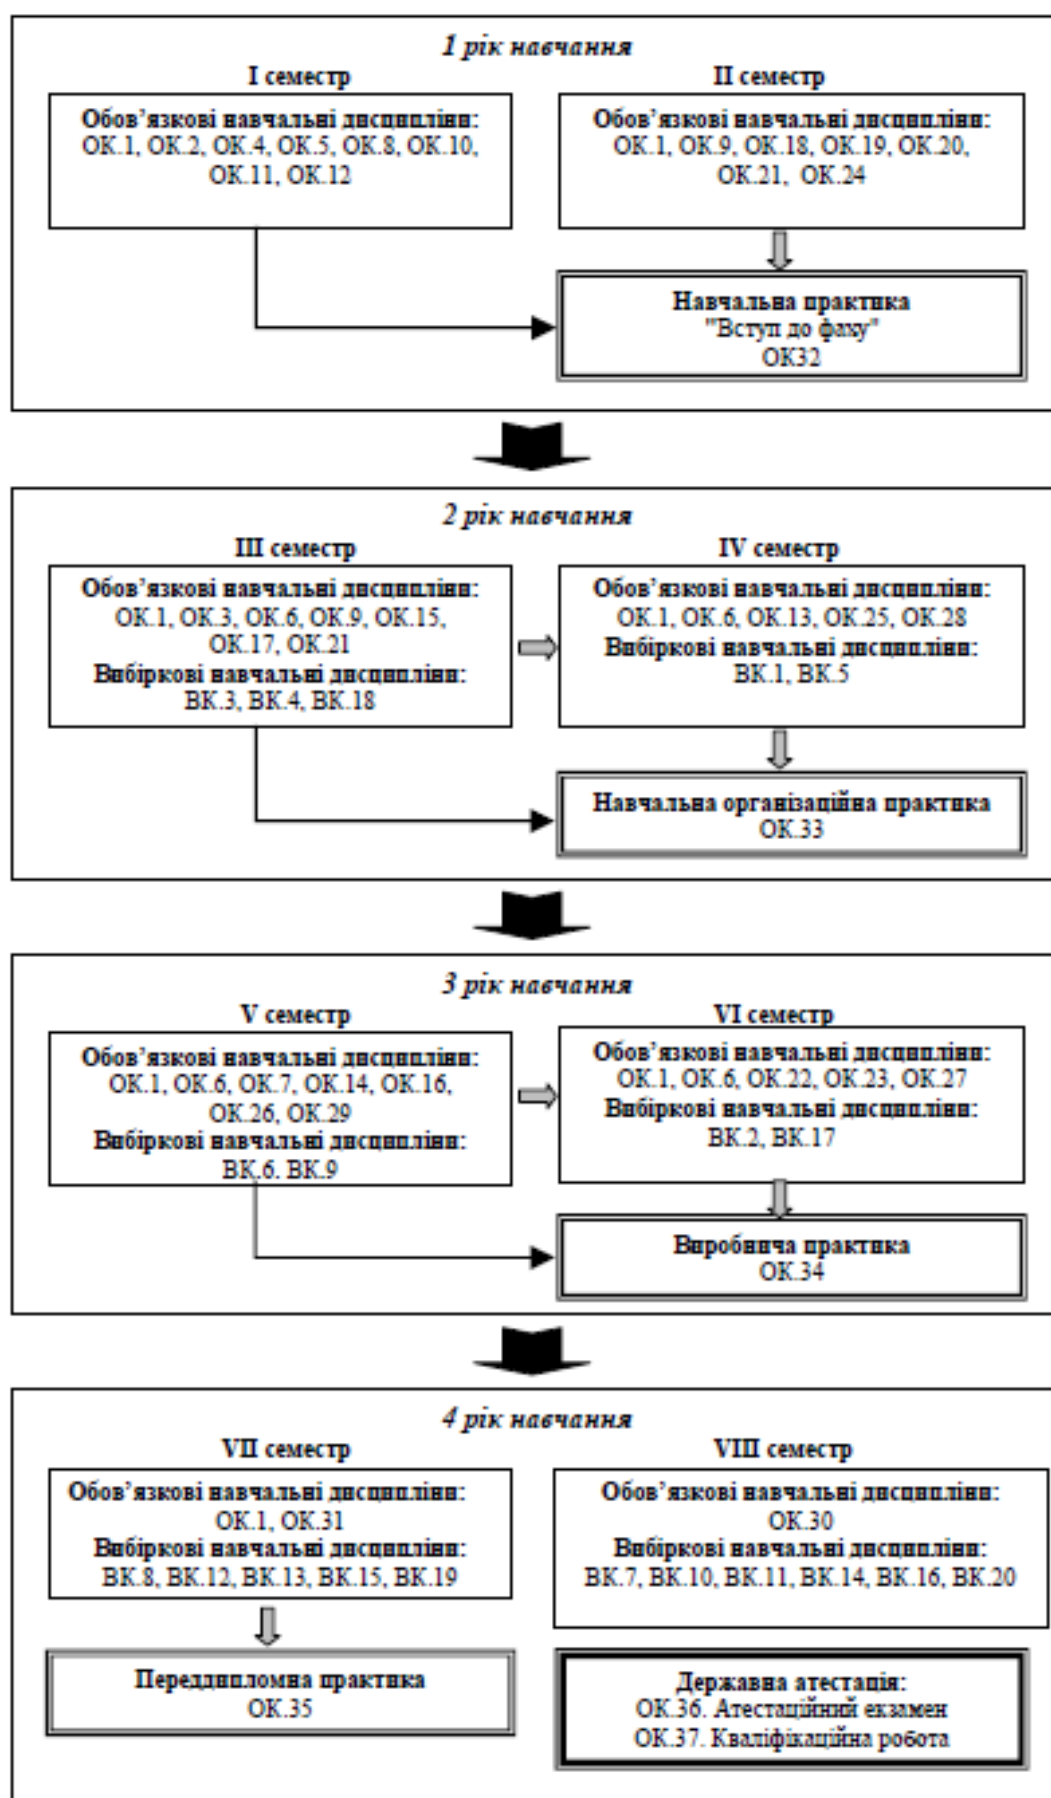 1 рік навчання
I семестр
Обов’язкові навчальні дисципліни:
ОК.1, ОК.2, ОК.4, ОК.5, ОК.8, ОК.10,
ОК.11, ОК.12
II семестр
Обов’язкові навчальні дисципліни:
ОК.1, ОК.9, ОК.18, ОК.19, ОК.20,
ОК.21, ОК.24
Навчальна практика
"Вступ до фаху"
ОК32
2 рік навчання
III семестр
Обов’язкові навчальні дисципліни:
ОК.1, ОК.3, ОК.6, ОК.9, ОК.15,
ОК.17, ОК.21
Вибіркові навчальні дисципліни:
ВК.3, ВК.4, ВК.18
IV семестр
Обов’язкові навчальні дисципліни:
ОК.1, ОК.6, ОК.13, ОК.25, ОК.28
Вибіркові навчальні дисципліни:
ВК.1, ВК.5
Навчальна організаційна практика
ОК.33
3 рік навчання
V семестр
Обов’язкові навчальні дисципліни:
ОК.1, ОК.6, ОК.7, ОК.14, ОК.16,
ОК.26, ОК.29
Вибіркові навчальні дисципліни:
ВК.6. ВК.9
VI семестр
Обов’язкові навчальні дисципліни:
ОК.1, ОК.6, ОК.22, ОК.23, ОК.27
Вибіркові навчальні дисципліни:
ВК.2, ВК.17
Виробнича практика
ОК.34
4 рік навчання
VII семестр
Обов’язкові навчальні дисципліни:
ОК.1, ОК.31
Вибіркові навчальні дисципліни:
ВК.8, ВК.12, ВК.13, ВК.15, ВК.19
VIII семестр
Обов’язкові навчальні дисципліни:
ОК.30
Вибіркові навчальні дисципліни:
ВК.7, ВК.10, ВК.11, ВК.14, ВК.16, ВК.20
Переддипломна практика
ОК.35
Державна атестація:
ОК.36. Атестаційний екзамен
ОК.37. Кваліфікаційна робота